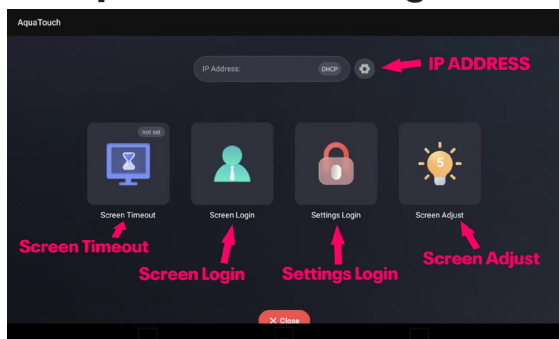 AquaTouch
IP Address: DHCP
IP ADDRESS
not set
5
Screen Timeout Screen Login Settings Login Screen Adjust
Screen Timeout
Screen Login
Settings Login
Screen Adjust
X Close